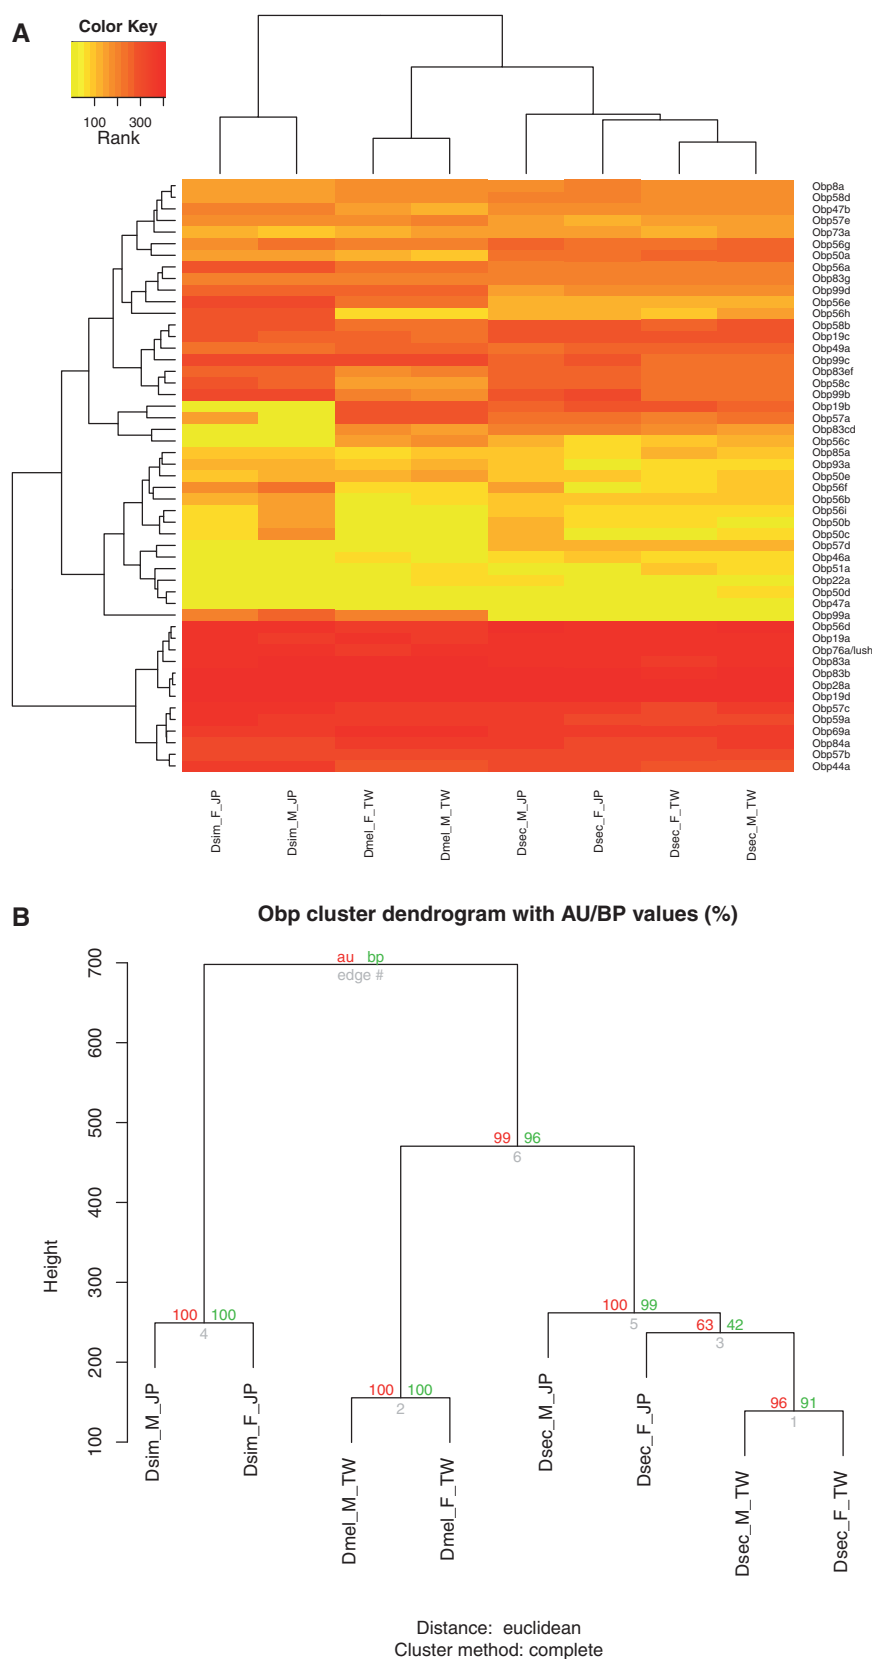 A
Color Key
100 300
Rank
Obp8a
Obp58d
Obp47b
Obp57e
Obp73a
Obp56g
Obp50a
Obp56a
Obp83g
Obp99d
Obp56e
Obp56h
Obp58b
Obp19c
Obp49a
Obp99c
Obp83ef
Obp58c
Obp99b
Obp19b
Obp57a
Obp83cd
Obp56c
Obp85a
Obp93a
Obp50e
Obp56f
Obp56b
Obp56i
Obp50b
Obp50c
Obp57d
Obp46a
Obp51a
Obp22a
Obp50d
Obp47a
Obp99a
Obp56d
Obp19a
Obp76a/lush
Obp83a
Obp83b
Obp28a
Obp19d
Obp57c
Obp59a
Obp69a
Obp84a
Obp57b
Obp44a
Dsim_F_JP
Dsim_M_JP
Dmel_F_TW
Dmel_M_TW
Dsec_M_JP
Dsec_F_JP
Dsec_F_TW
Dsec_M_TW
B
Obp cluster dendrogram with AU/BP values (%)
Height
700
600
500
400
300
200
100
au bp
edge #
99 96
6
100 99
5
100 100
4
63 42
3
100 100
2
96 91
1
Dsim_M_JP
Dsim_F_JP
Dmel_M_TW
Dmel_F_TW
Dsec_M_JP
Dsec_F_JP
Dsec_M_TW
Dsec_F_TW
Distance: euclidean
Cluster method: complete